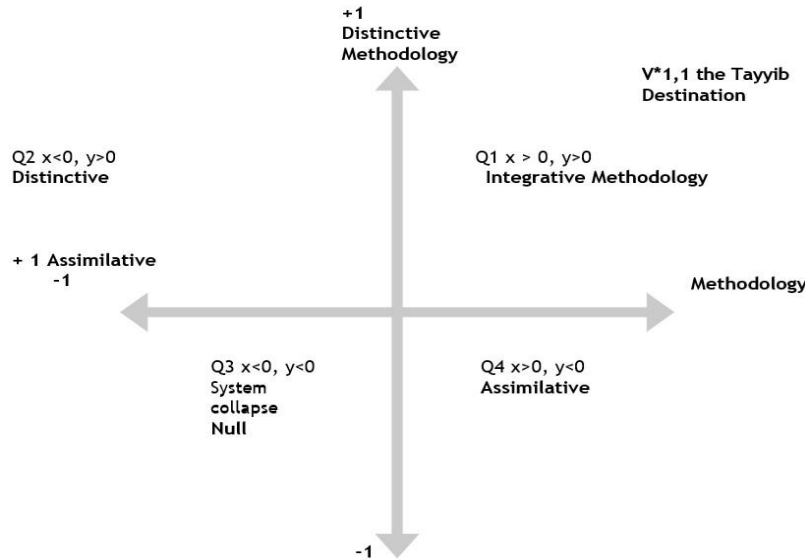 +1
Distinctive
Methodology
V*1,1 the Tayyib
Destination
Q2 x<0, y>0
Distinctive
Q1 x > 0, y>0
Integrative Methodology
+ 1 Assimilative
-1
Methodology
Q3 x<0, y<0
System
collapse
Null
Q4 x>0, y<0
Assimilative
-1